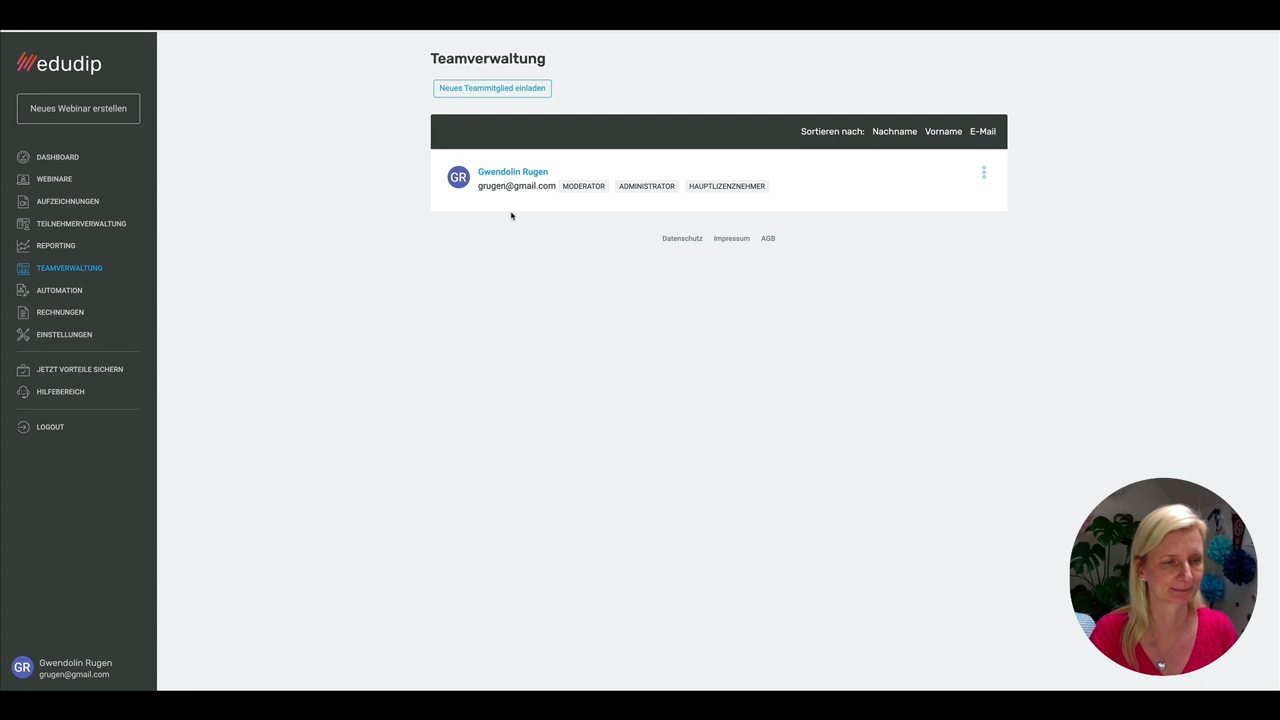 edudip
Neues Webinar erstellen
DASHBOARD
WEBINARE
AUFZEICHNUNGEN
TEILNEHMERVERWALTUNG
REPORTING
TEAMVERWALTUNG
AUTOMATION
RECHNUNGEN
EINSTELLUNGEN
JETZT VORTEILE SICHERN
HILFEBEREICH
LOGOUT
GR Gwendolin Rugen
grugen@gmail.com
Teamverwaltung
Neues Teammitglied einladen
Sortieren nach: Nachname Vorname E-Mail
GR Gwendolin Rugen
grugen@gmail.com MODERATOR ADMINISTRATOR HAUPTLIZENZNEHMER
Datenschutz Impressum AGB